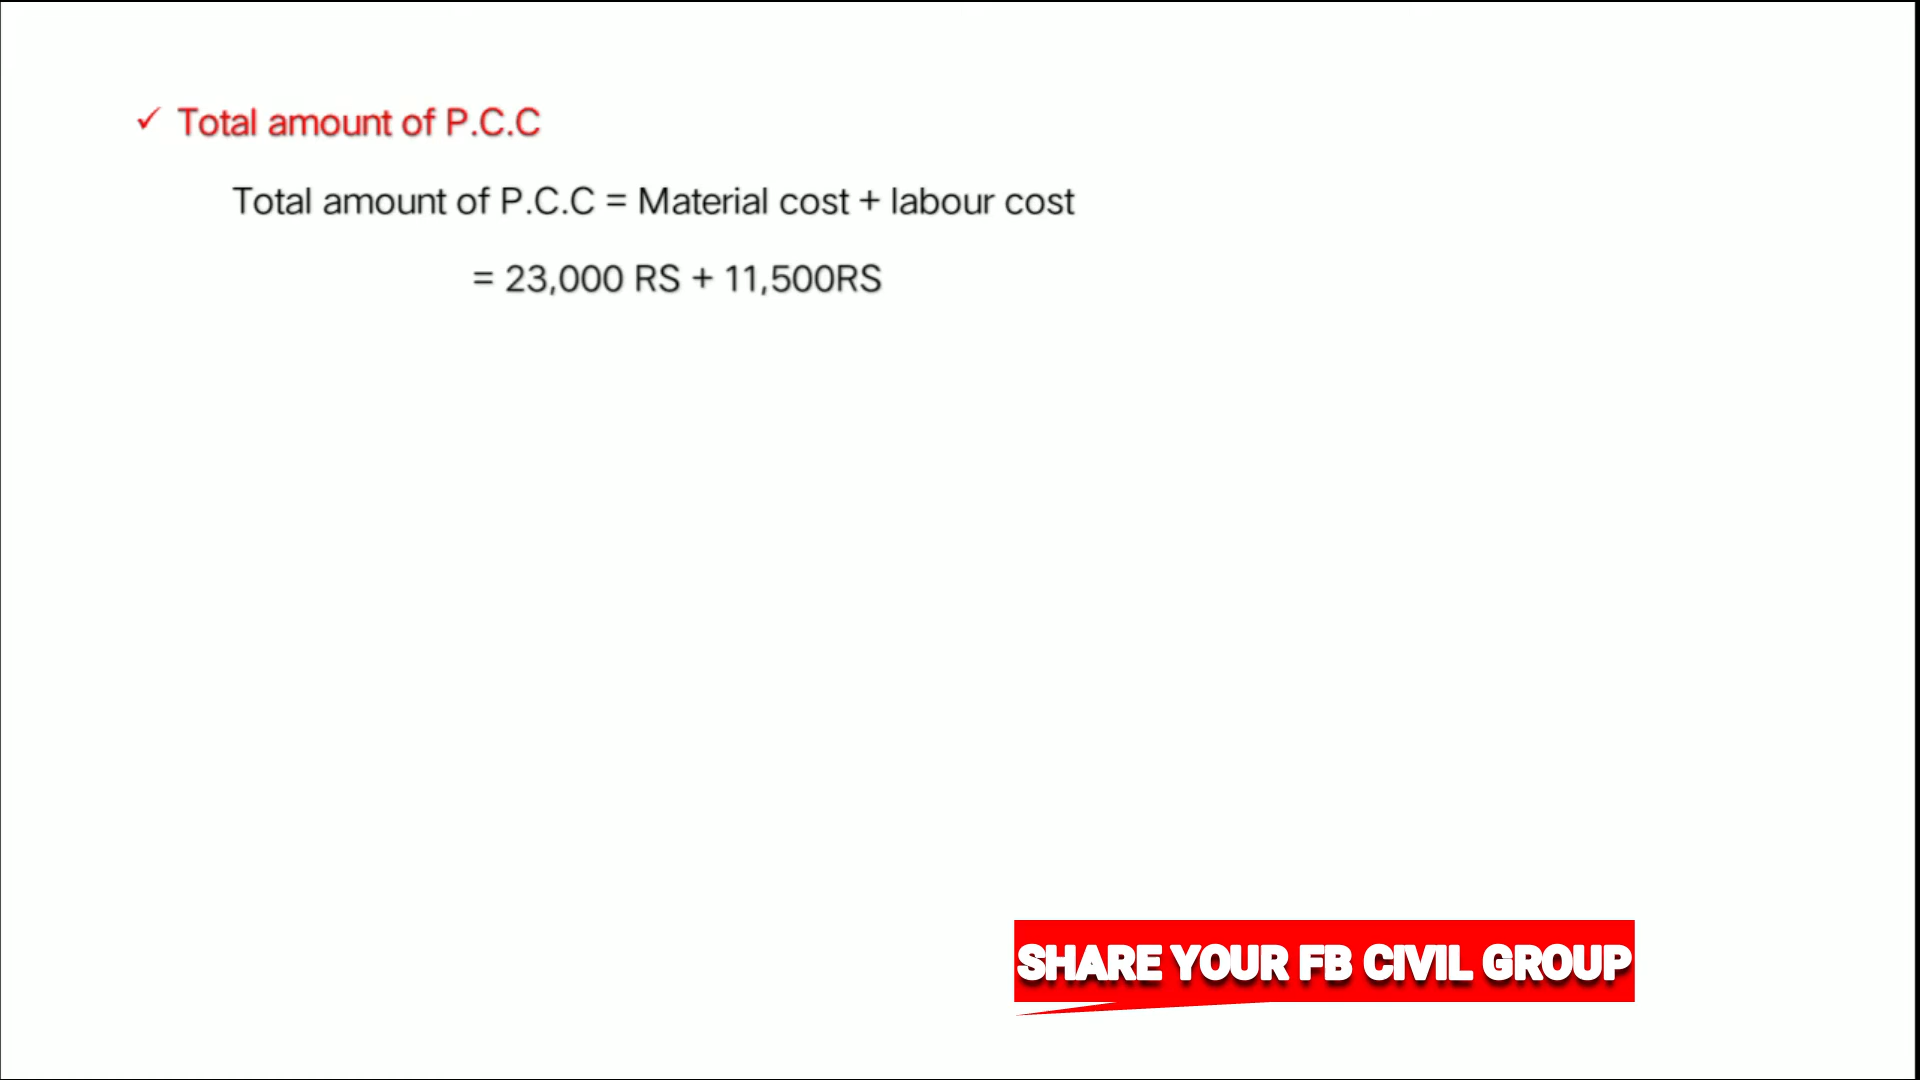 ✓ Total amount of P.C.C
Total amount of P.C.C = Material cost + labour cost
= 23,000 RS + 11,500RS
SHARE YOUR FB CIVIL GROUP